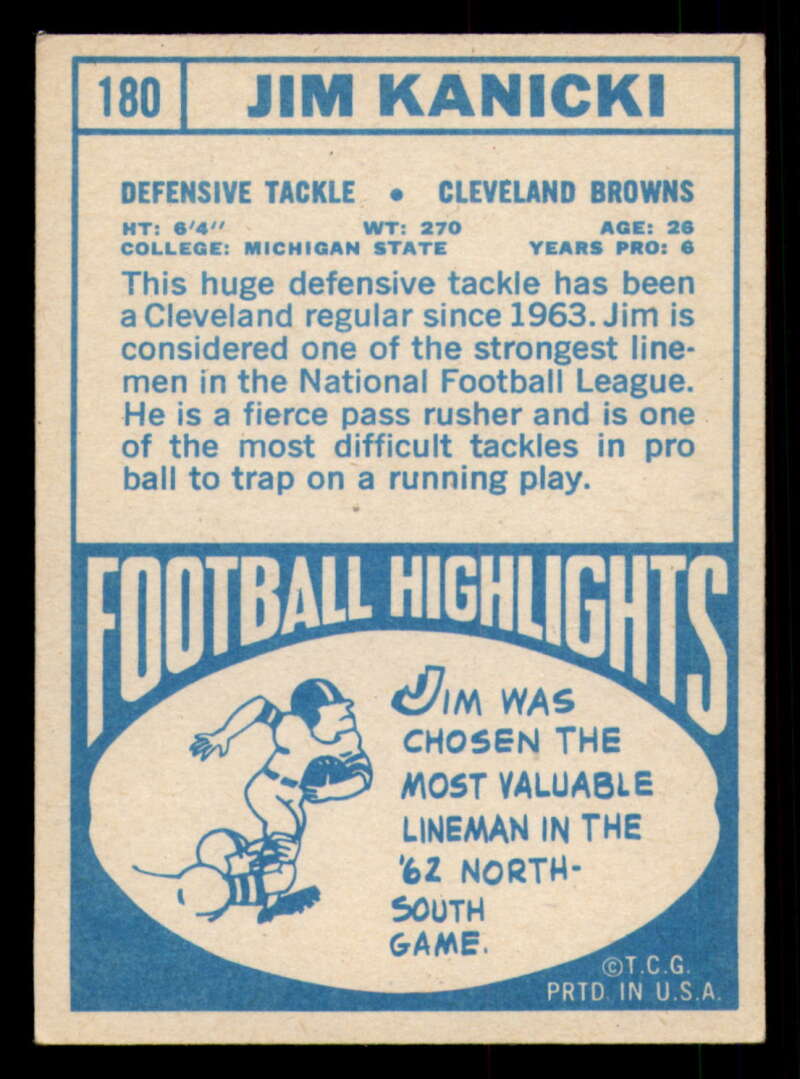 180 JIM KANICKI
DEFENSIVE TACKLE • CLEVELAND BROWNS
HT: 6'4" WT: 270 AGE: 26
COLLEGE: MICHIGAN STATE YEARS PRO: 6
This huge defensive tackle has been
a Cleveland regular since 1963. Jim is
considered one of the strongest line-
men in the National Football League.
He is a fierce pass rusher and is one
of the most difficult tackles in pro
ball to trap on a running play.
FOOTBALL HIGHLIGHTS
JIM WAS
CHOSEN THE
MOST VALUABLE
LINEMAN IN THE
'62 NORTH-
SOUTH
GAME.
©T.C.G.
PRTD. IN U.S.A.